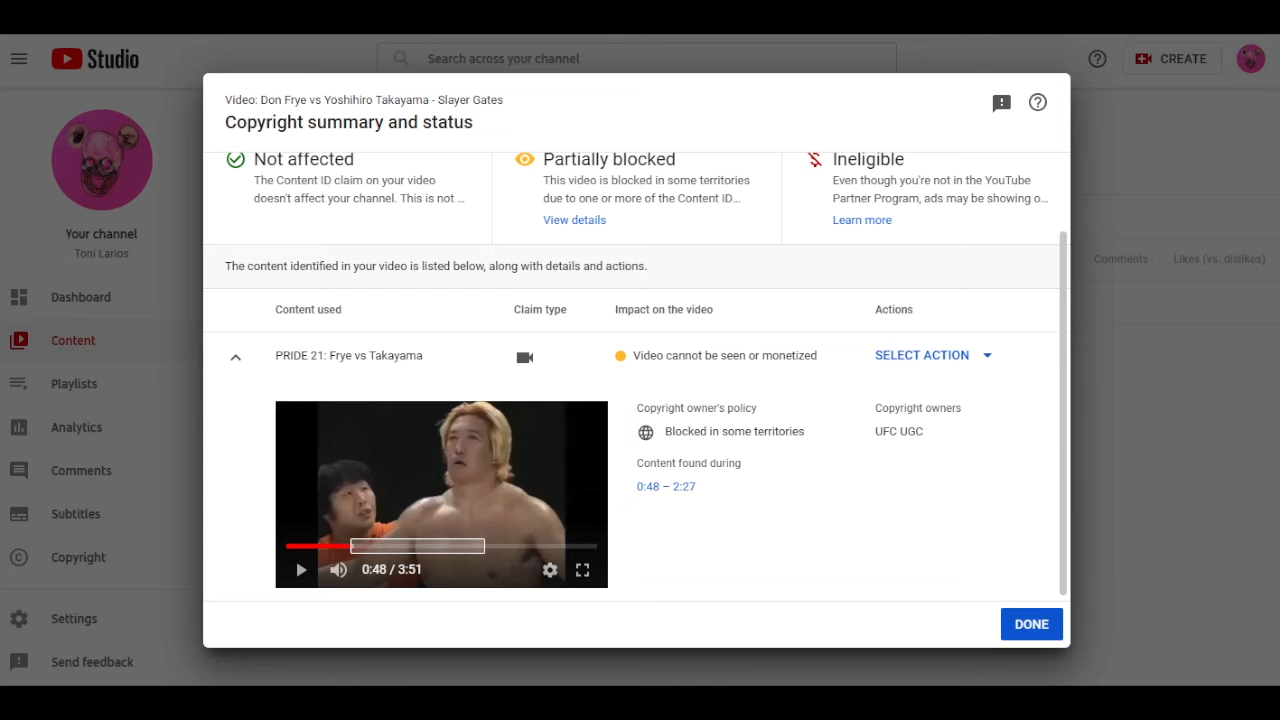 Studio
Search across your channel
CREATE
Your channel
Toni Larios
Dashboard
Content
Playlists
Analytics
Comments
Subtitles
Copyright
Settings
Send feedback
Video: Don Frye vs Yoshihiro Takayama - Slayer Gates
Copyright summary and status
Not affected
The Content ID claim on your video
doesn't affect your channel. This is not ...
Partially blocked
This video is blocked in some territories
due to one or more of the Content ID...
View details
Ineligible
Even though you're not in the YouTube
Partner Program, ads may be showing o...
Learn more
The content identified in your video is listed below, along with details and actions.
Content used Claim type Impact on the video Actions
PRIDE 21: Frye vs Takayama Video cannot be seen or monetized SELECT ACTION
0:48 / 3:51
Copyright owner's policy
Blocked in some territories
Content found during
0:48 – 2:27
Copyright owners
UFC UGC
DONE
Comments Likes (vs. dislikes)